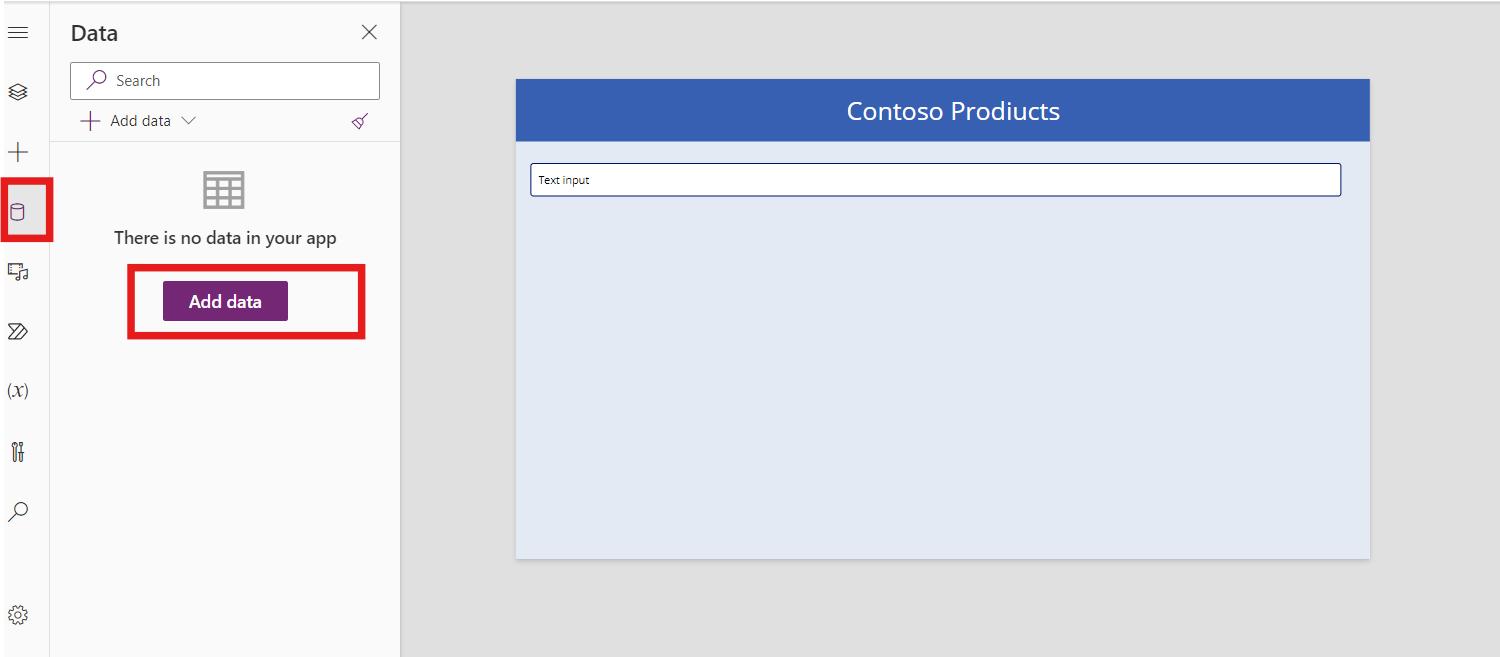 Data
Search
Add data
There is no data in your app
Add data
(x)
Contoso Prodiucts
Text input